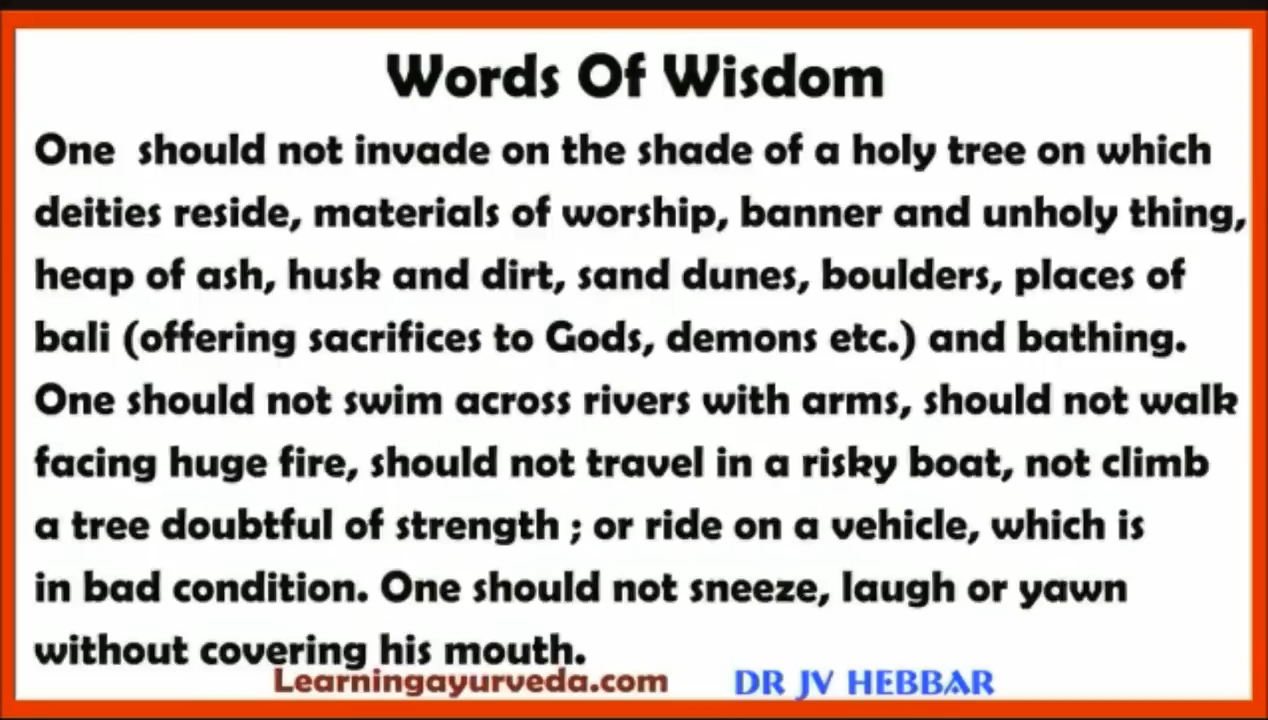 Words Of Wisdom
One should not invade on the shade of a holy tree on which
deities reside, materials of worship, banner and unholy thing,
heap of ash, husk and dirt, sand dunes, boulders, places of
bali (offering sacrifices to Gods, demons etc.) and bathing.
One should not swim across rivers with arms, should not walk
facing huge fire, should not travel in a risky boat, not climb
a tree doubtful of strength ; or ride on a vehicle, which is
in bad condition. One should not sneeze, laugh or yawn
without covering his mouth.
Learningayurveda.com DR JV HEBBAR